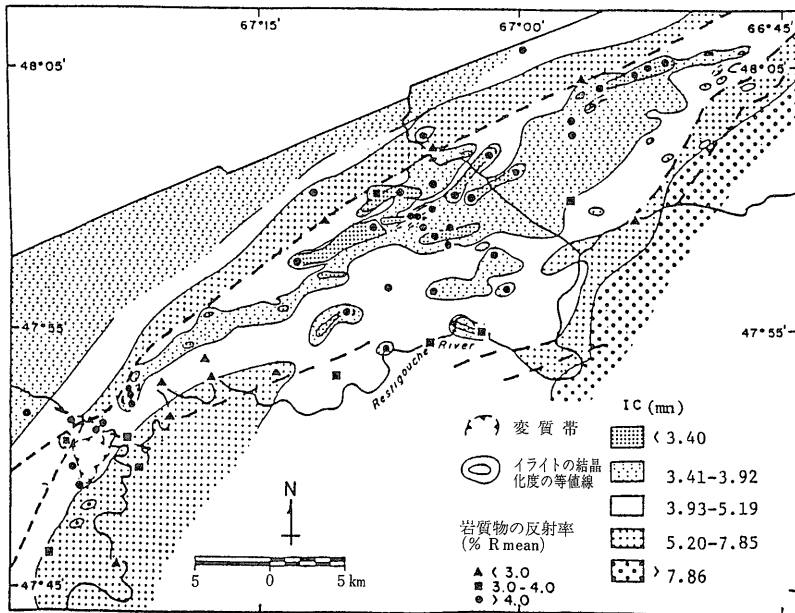 67°15'
67°00'
66°45'
48°05'
48°05'
47°55'
47°55'
47°45'
Restigouche River
N
5 0 5 km
変質帯
イライトの結晶
化度の等値線
岩質物の反射率
(% R mean)
▲ < 3.0
■ 3.0-4.0
● > 4.0
IC (mm)
< 3.40
3.41-3.92
3.93-5.19
5.20-7.85
> 7.86